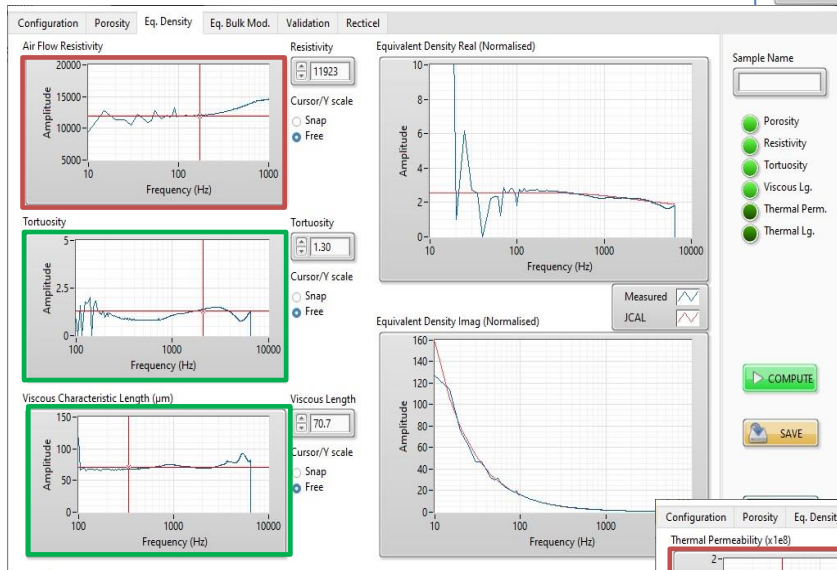 Configuration Porosity Eq. Density Eq. Bulk Mod. Validation Recticel
Air Flow Resistivity
20000
15000
10000
5000
Amplitude
10 100 1000
Frequency (Hz)
Resistivity
11923
Cursor/Y scale
Snap
Free
Tortuosity
5
2.5
0
Amplitude
100 1000 10000
Frequency (Hz)
Tortuosity
1.30
Cursor/Y scale
Snap
Free
Viscous Characteristic Length (µm)
150
100
50
0
Amplitude
100 1000 10000
Frequency (Hz)
Viscous Length
70.7
Cursor/Y scale
Snap
Free
Equivalent Density Real (Normalised)
10
8
6
4
2
0
Amplitude
10 100 1000 10000
Frequency (Hz)
Measured
JCAL
Equivalent Density Imag (Normalised)
160
140
120
100
80
60
40
20
0
Amplitude
10 100 1000
Frequency (Hz)
Sample Name
Porosity
Resistivity
Tortuosity
Viscous Lg.
Thermal Perm.
Thermal Lg.
COMPUTE
SAVE
Configuration Porosity Eq. Densit
Thermal Permeability (x1e8)
2